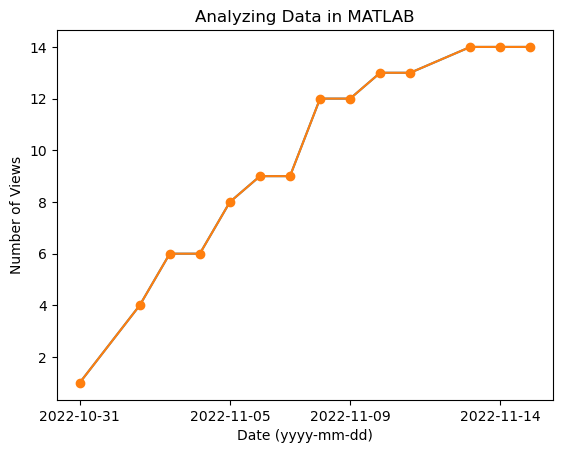 Analyzing Data in MATLAB
14
12
10
8
6
4
2
Number of Views
2022-10-31 2022-11-05 2022-11-09 2022-11-14
Date (yyyy-mm-dd)